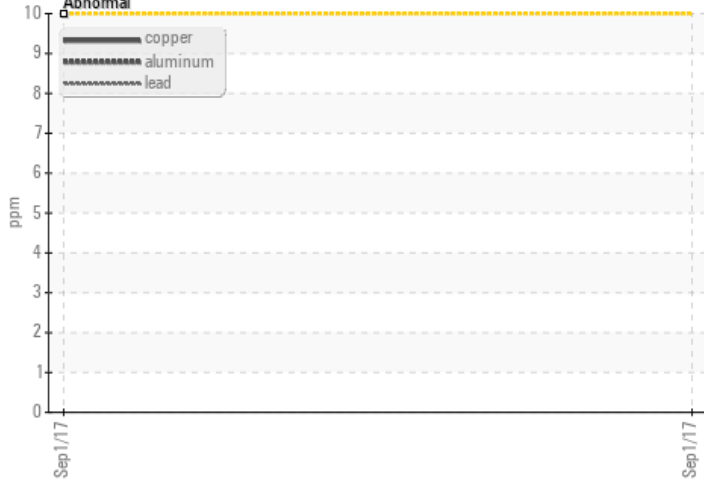 Abnormal
10
copper
9
aluminum
lead
8
7
6
ppm
5
4
3
2
1
0
Sep1/17
Sep1/17